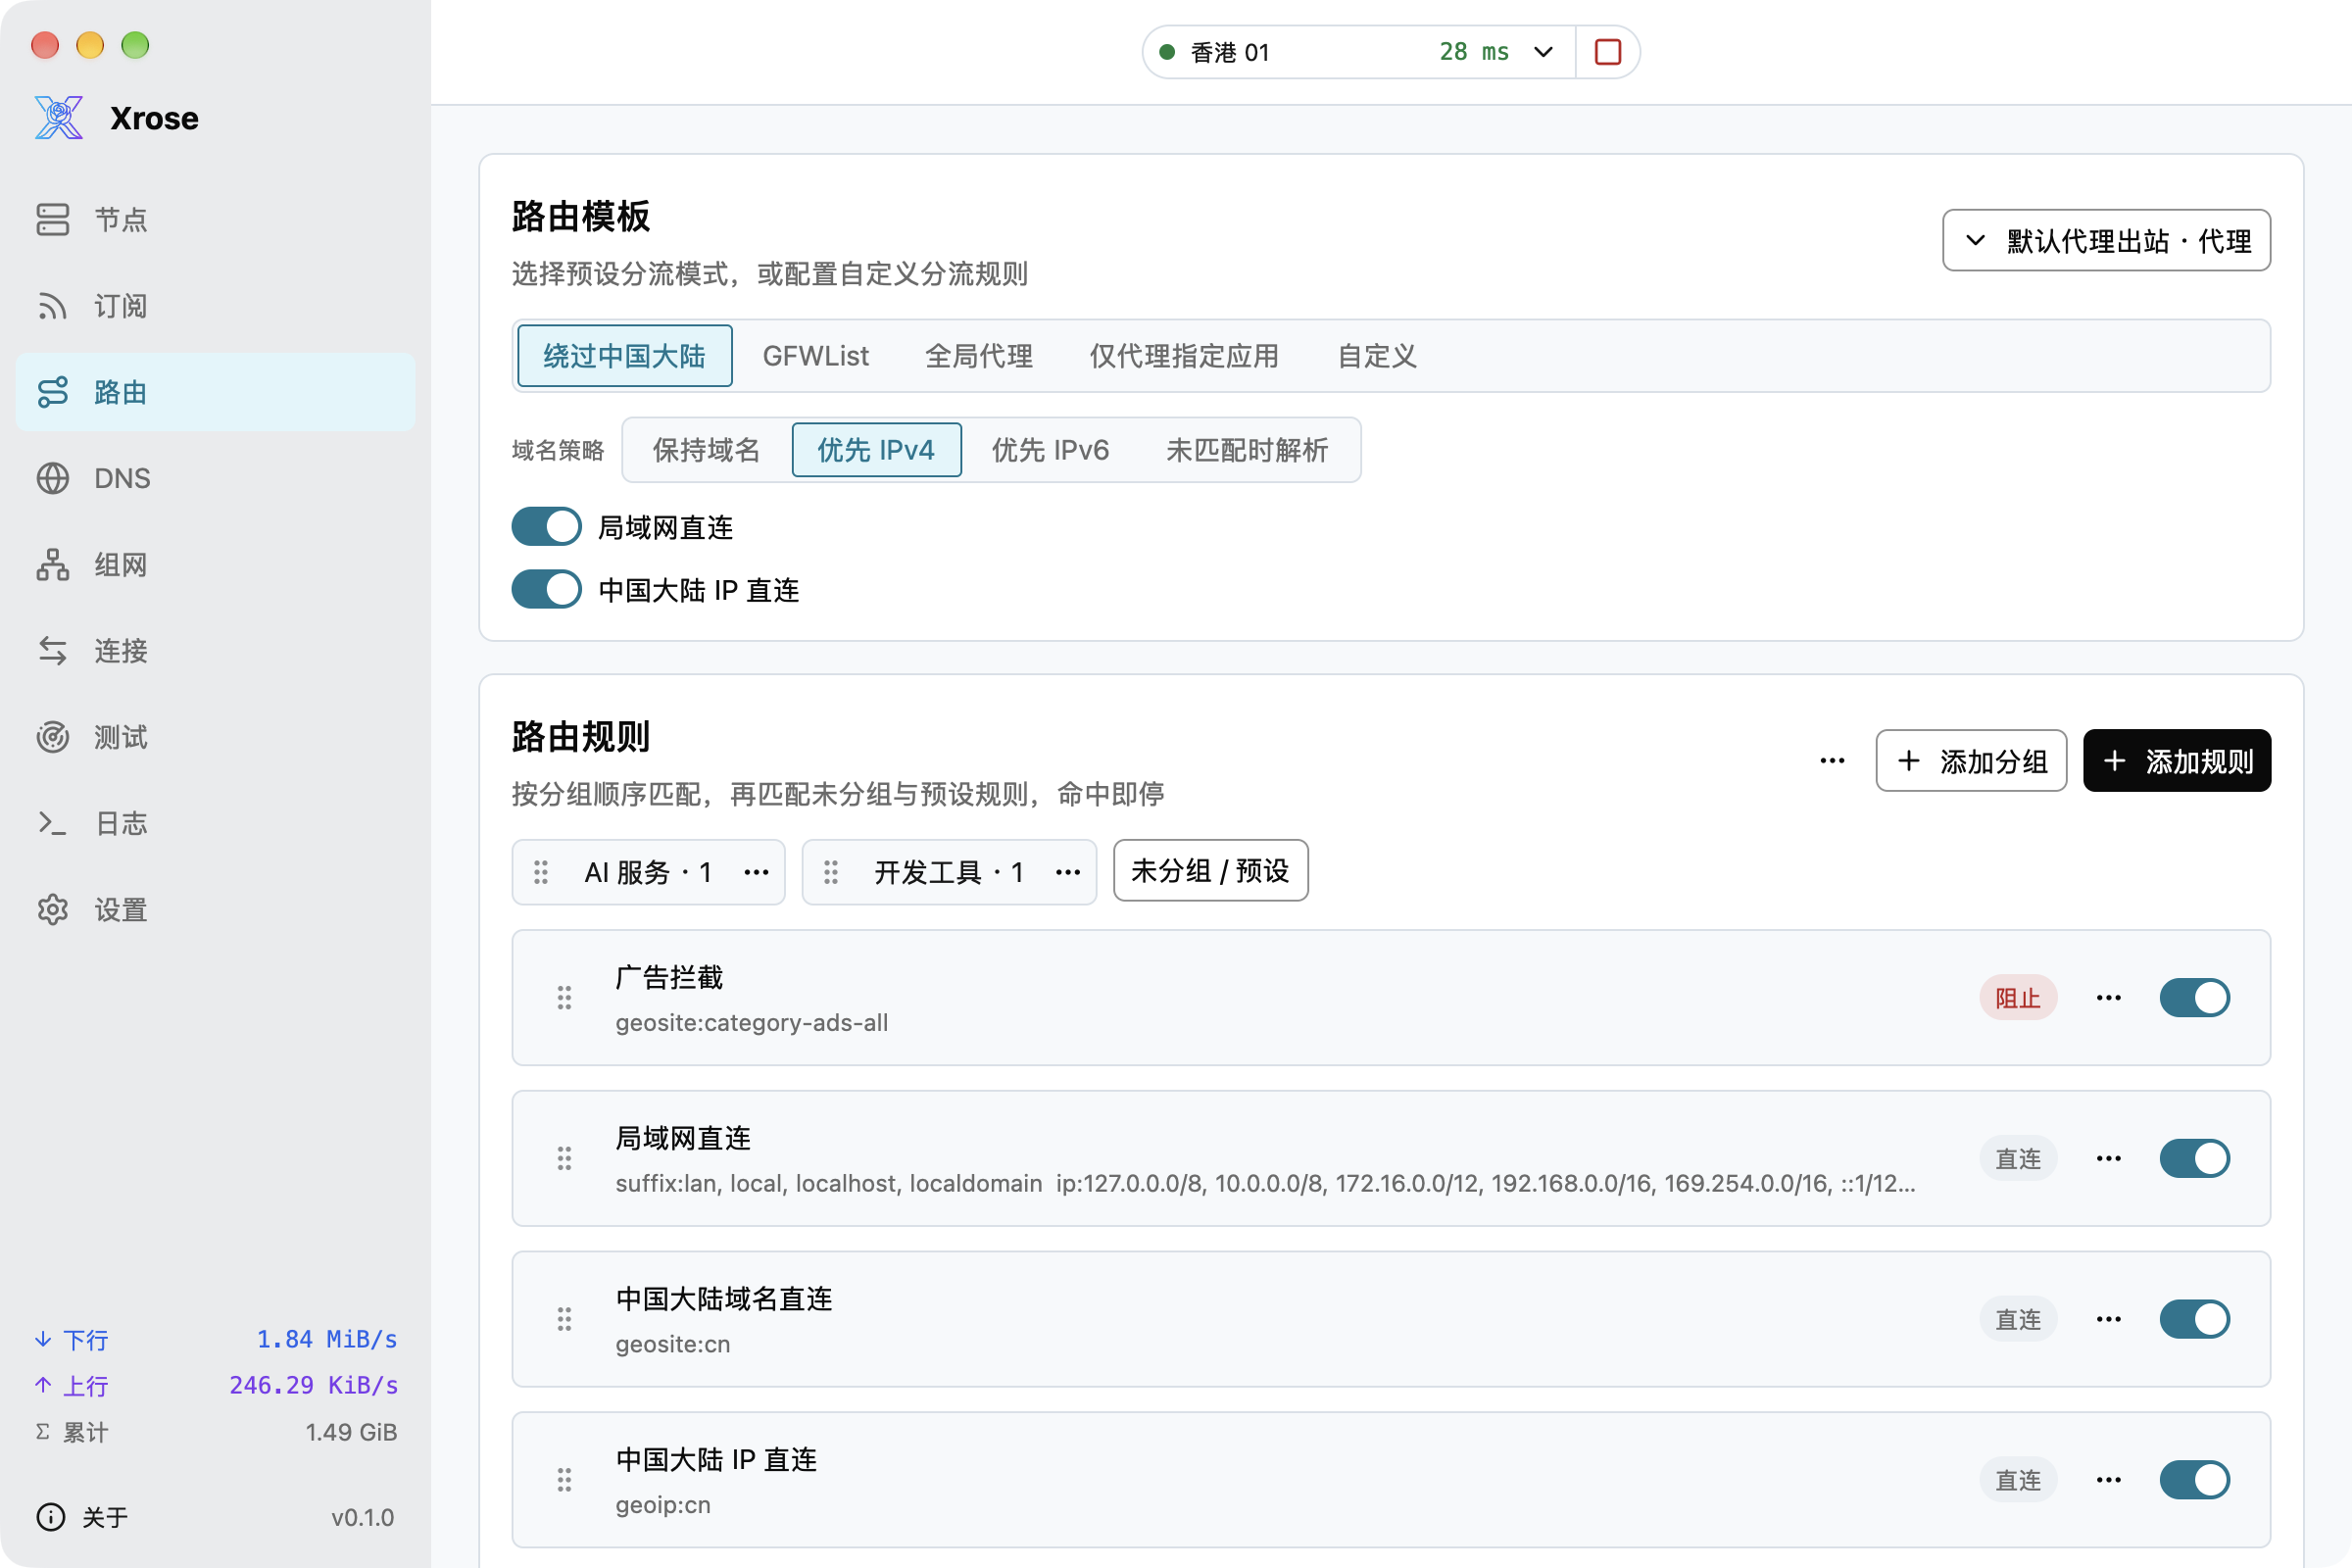 Xrose
节点
订阅
路由
DNS
组网
连接
测试
日志
设置
下行 1.84 MiB/s
上行 246.29 KiB/s
Σ 累计 1.49 GiB
关于 v0.1.0
香港 01 28 ms
路由模板
选择预设分流模式，或配置自定义分流规则
默认代理出站 · 代理
绕过中国大陆 GFWList 全局代理 仅代理指定应用 自定义
域名策略 保持域名 优先 IPv4 优先 IPv6 未匹配时解析
局域网直连
中国大陆 IP 直连
路由规则
按分组顺序匹配，再匹配未分组与预设规则，命中即停
添加分组 添加规则
AI 服务 · 1 开发工具 · 1 未分组 / 预设
广告拦截
geosite:category-ads-all
阻止
局域网直连
suffix:lan, local, localhost, localdomain ip:127.0.0.0/8, 10.0.0.0/8, 172.16.0.0/12, 192.168.0.0/16, 169.254.0.0/16, ::1/12...
直连
中国大陆域名直连
geosite:cn
直连
中国大陆 IP 直连
geoip:cn
直连